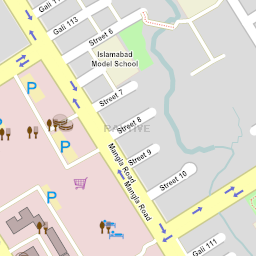 Gali 114
Gali 113
Street 6
Islamabad
Model School
Street 7
P
Street 8
P
Street 9
Mangla Road
Street 10
P
Mangla Road
Gali 111